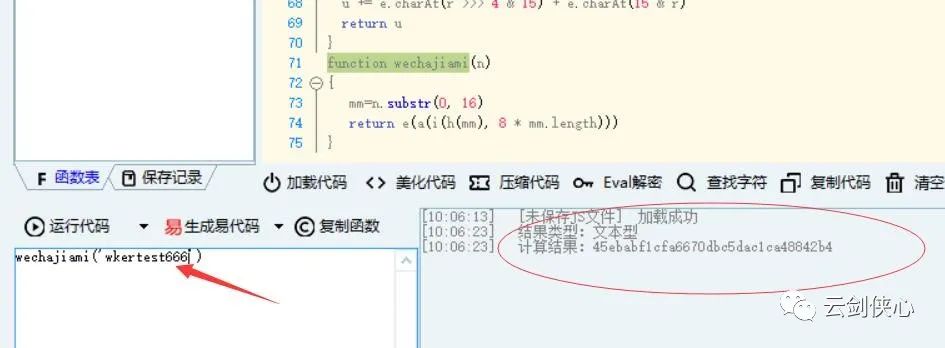 68 u += e.charAt(r >>> 4 & 15) + e.charAt(15 & r)
69 return u
70 }
71 function wechajiami(n)
72 {
73 mm=n.substr(0, 16)
74 return e(a(i(h(mm), 8 * mm.length)))
75 }
F 函数表 保存记录
加载代码 <> 美化代码 压缩代码 Eval解密 查找字符 复制代码 清空
运行代码 易 生成易代码 © 复制函数
[10:06:13] [未保存JS文件] 加载成功
[10:06:23] 结果类型：文本型
[10:06:23] 计算结果：45ebabf1cfa6670dbc5dac1ca48842b4
wechajiami('wkertest666')
云剑侠心